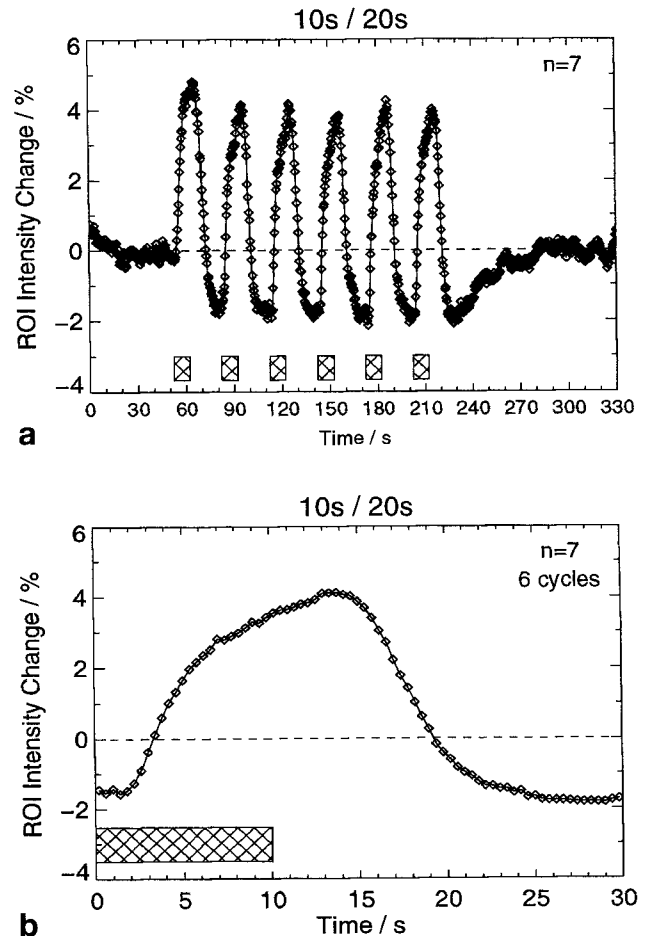 10s / 20s
n=7
ROI Intensity Change / %
6
4
2
0
−2
−4
0 30 60 90 120 150 180 210 240 270 300 330
Time / s
a
10s / 20s
n=7
6 cycles
ROI Intensity Change / %
6
4
2
0
−2
−4
0 5 10 15 20 25 30
Time / s
b